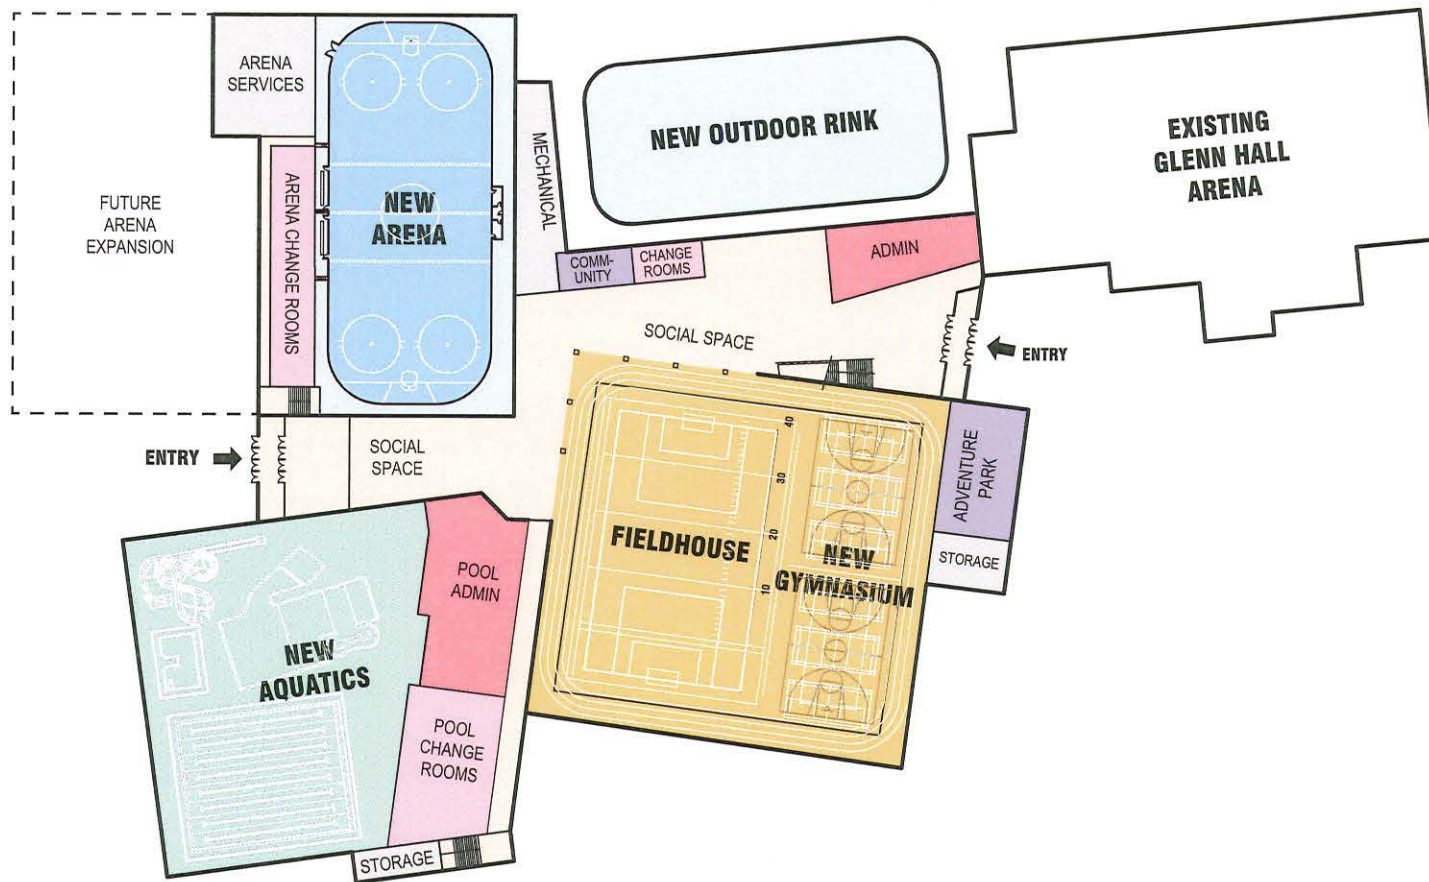 ARENA
SERVICES
NEW OUTDOOR RINK
EXISTING
GLENN HALL
ARENA
MECHANICAL
FUTURE
ARENA
EXPANSION
ARENA CHANGE ROOMS
NEW
ARENA
COMM-
UNITY
CHANGE
ROOMS
ADMIN
SOCIAL SPACE
ENTRY
ENTRY
SOCIAL
SPACE
40
30
20
10
FIELDHOUSE
NEW
GYMNASIUM
ADVENTURE
PARK
STORAGE
POOL
ADMIN
NEW
AQUATICS
POOL
CHANGE
ROOMS
STORAGE